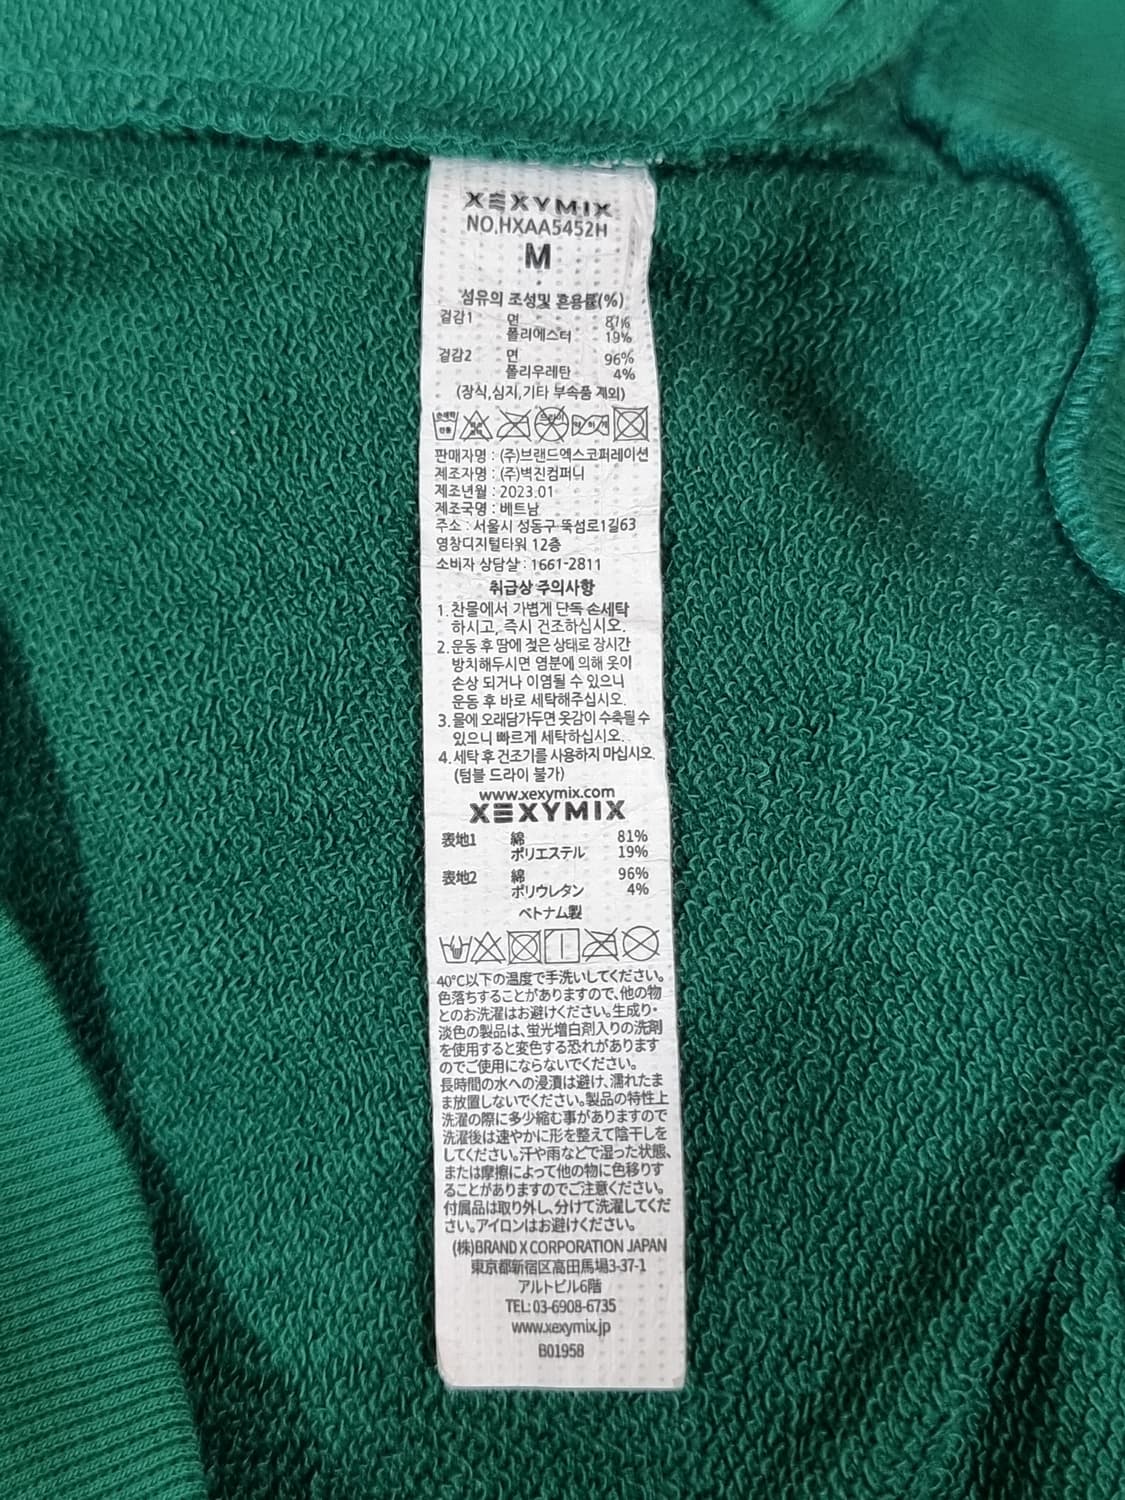 XEXYMIX
NO.HXAA5452H
M
섬유의 조성및 혼용률(%)
겉감1 면 81%
폴리에스터 19%
겉감2 면 96%
폴리우레탄 4%
(장식,심지,기타 부속품 제외)
판매자명 : (주)브랜드엑스코퍼레이션
제조자명 : (주)벽진컴퍼니
제조년월 : 2023.01
제조국명 : 베트남
주소 : 서울시 성동구 뚝섬로1길63
영창디지털타워 12층
소비자 상담살 : 1661-2811
취급상 주의사항
1. 찬물에서 가볍게 단독 손세탁
하시고, 즉시 건조하십시오.
2. 운동 후 땀에 젖은 상태로 장시간
방치해두시면 염분에 의해 옷이
손상 되거나 이염될 수 있으니
운동 후 바로 세탁해주십시오.
3. 물에 오래담가두면 옷감이 수축될 수
있으니 빠르게 세탁하십시오.
4. 세탁 후 건조기를 사용하지 마십시오.
(텀블 드라이 불가)
www.xexymix.com
XEXYMIX
表地1 綿 81%
ポリエステル 19%
表地2 綿 96%
ポリウレタン 4%
ベトナム製
40℃以下の温度で手洗いしてください。
色落ちすることがありますので、他の物
とのお洗濯はお避けください。生成り・
淡色の製品は、蛍光増白剤入りの洗剤
を使用すると変色する恐れがあります
のでご使用にならないでください。
長時間の水への浸漬は避け、濡れたま
ま放置しないでください。製品の特性上
洗濯の際に多少縮む事がありますので
洗濯後は速やかに形を整えて陰干しを
してください。汗や雨などで湿った状態、
または摩擦によって他の物に色移りす
ることがありますのでご注意ください。
付属品は取り外し、分けて洗濯してくだ
さい。アイロンはお避けください。
(株)BRAND X CORPORATION JAPAN
東京都新宿区高田馬場3-37-1
アルトビル6階
TEL: 03-6908-6735
www.xexymix.jp
B01958